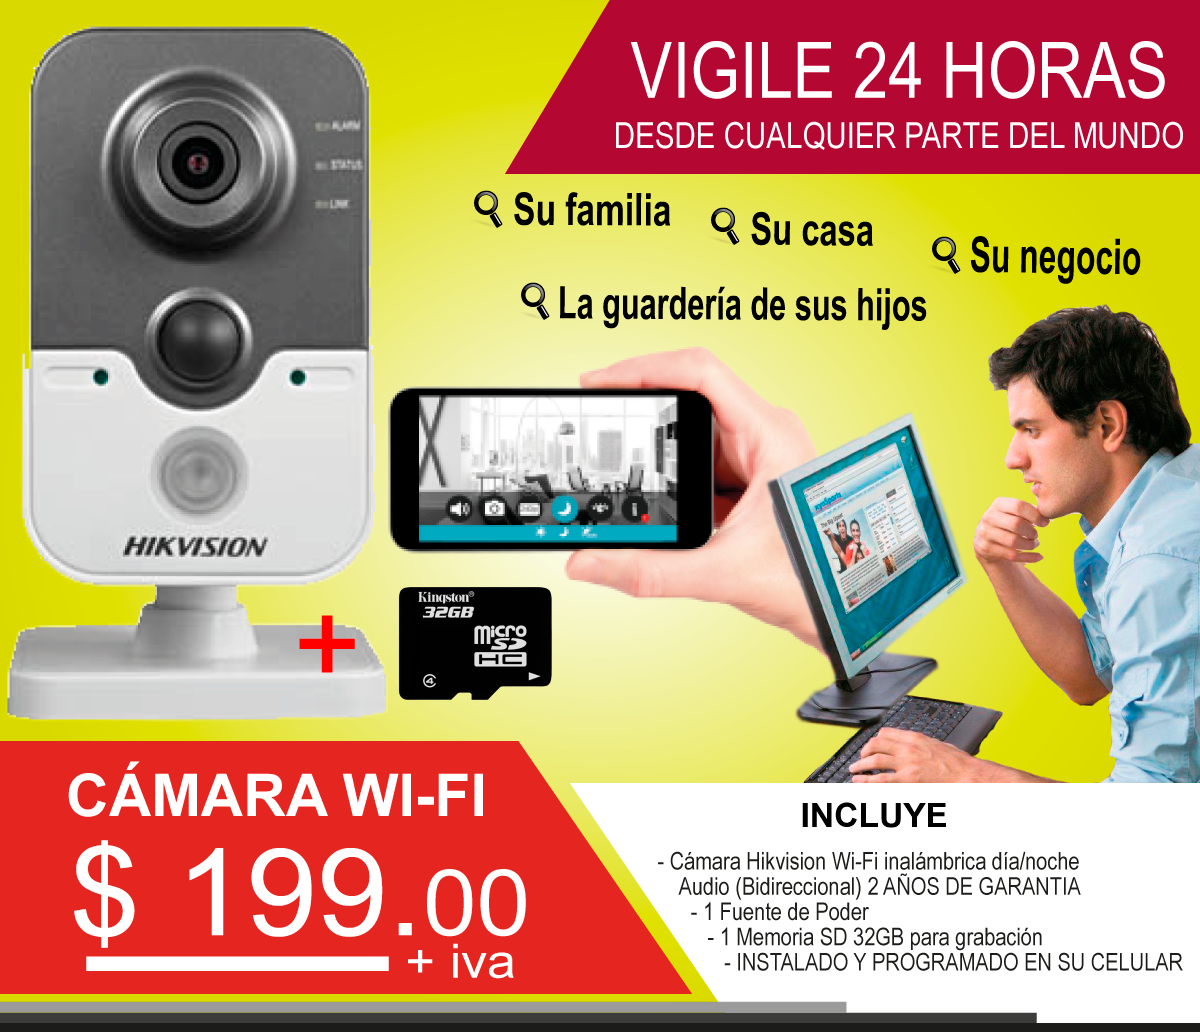 VIGILE 24 HORAS
DESDE CUALQUIER PARTE DEL MUNDO
Su familia
Su casa
Su negocio
La guardería de sus hijos
ALARM
STATUS
LINK
HIKVISION
+
Kingston®
32GB
micro
SD
HC
4
CÁMARA WI-FI
$ 199.00
+ iva
INCLUYE
- Cámara Hikvision Wi-Fi inalámbrica día/noche
Audio (Bidireccional) 2 AÑOS DE GARANTIA
- 1 Fuente de Poder
- 1 Memoria SD 32GB para grabación
- INSTALADO Y PROGRAMADO EN SU CELULAR